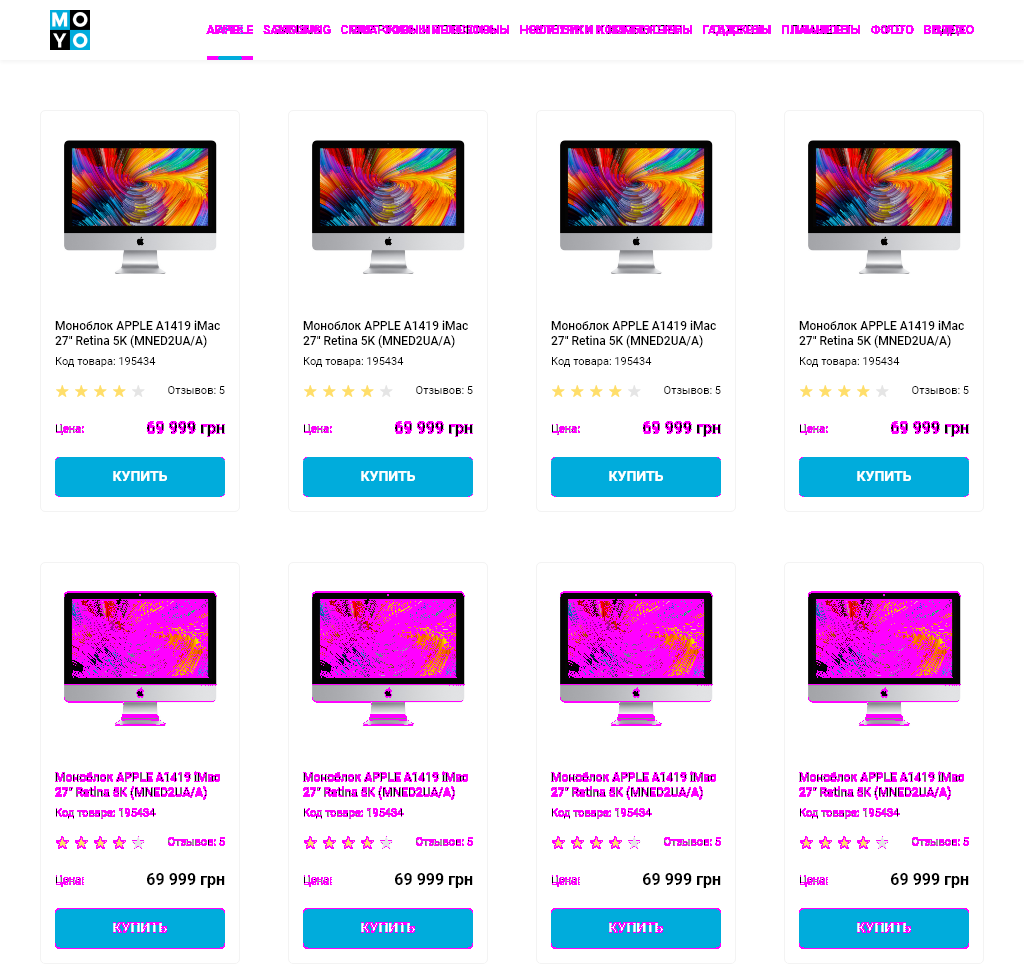 MO
YO
APPLE SAMSUNG СМАРТФОНЫ И ТЕЛЕФОНЫ НОУТБУКИ И КОМПЬЮТЕРЫ ГАДЖЕТЫ ПЛАНШЕТЫ ФОТО ВИДЕО
Моноблок APPLE A1419 iMac
27" Retina 5K (MNED2UA/A)
Код товара: 195434
Отзывов: 5
Цена: 69 999 грн
КУПИТЬ
Моноблок APPLE A1419 iMac
27" Retina 5K (MNED2UA/A)
Код товара: 195434
Отзывов: 5
Цена: 69 999 грн
КУПИТЬ
Моноблок APPLE A1419 iMac
27" Retina 5K (MNED2UA/A)
Код товара: 195434
Отзывов: 5
Цена: 69 999 грн
КУПИТЬ
Моноблок APPLE A1419 iMac
27" Retina 5K (MNED2UA/A)
Код товара: 195434
Отзывов: 5
Цена: 69 999 грн
КУПИТЬ
Моноблок APPLE A1419 iMac
27" Retina 5K (MNED2UA/A)
Код товара: 195434
Отзывов: 5
Цена: 69 999 грн
КУПИТЬ
Моноблок APPLE A1419 iMac
27" Retina 5K (MNED2UA/A)
Код товара: 195434
Отзывов: 5
Цена: 69 999 грн
КУПИТЬ
Моноблок APPLE A1419 iMac
27" Retina 5K (MNED2UA/A)
Код товара: 195434
Отзывов: 5
Цена: 69 999 грн
КУПИТЬ
Моноблок APPLE A1419 iMac
27" Retina 5K (MNED2UA/A)
Код товара: 195434
Отзывов: 5
Цена: 69 999 грн
КУПИТЬ